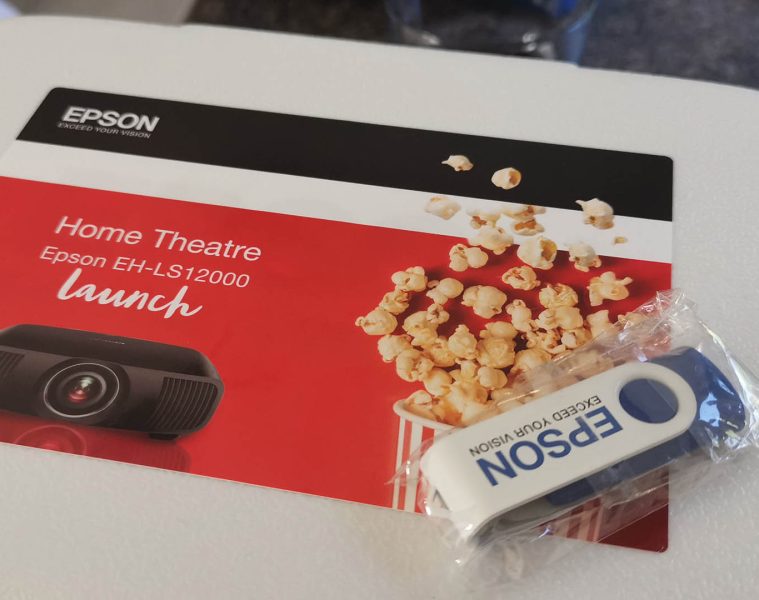 EPSON
EXCEED YOUR VISION
Home Theatre
Epson EH-LS12000
launch
EPSON
EXCEED YOUR VISION